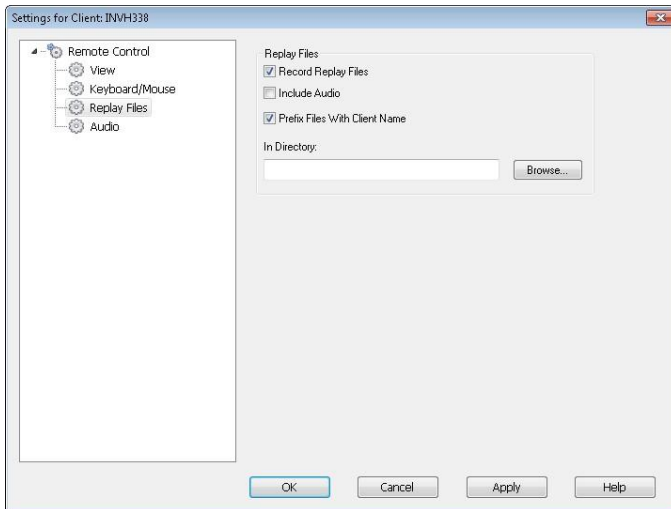 Settings for Client: INVH338
Remote Control
View
Keyboard/Mouse
Replay Files
Audio
Replay Files
Record Replay Files
Include Audio
Prefix Files With Client Name
In Directory:
Browse...
OK
Cancel
Apply
Help